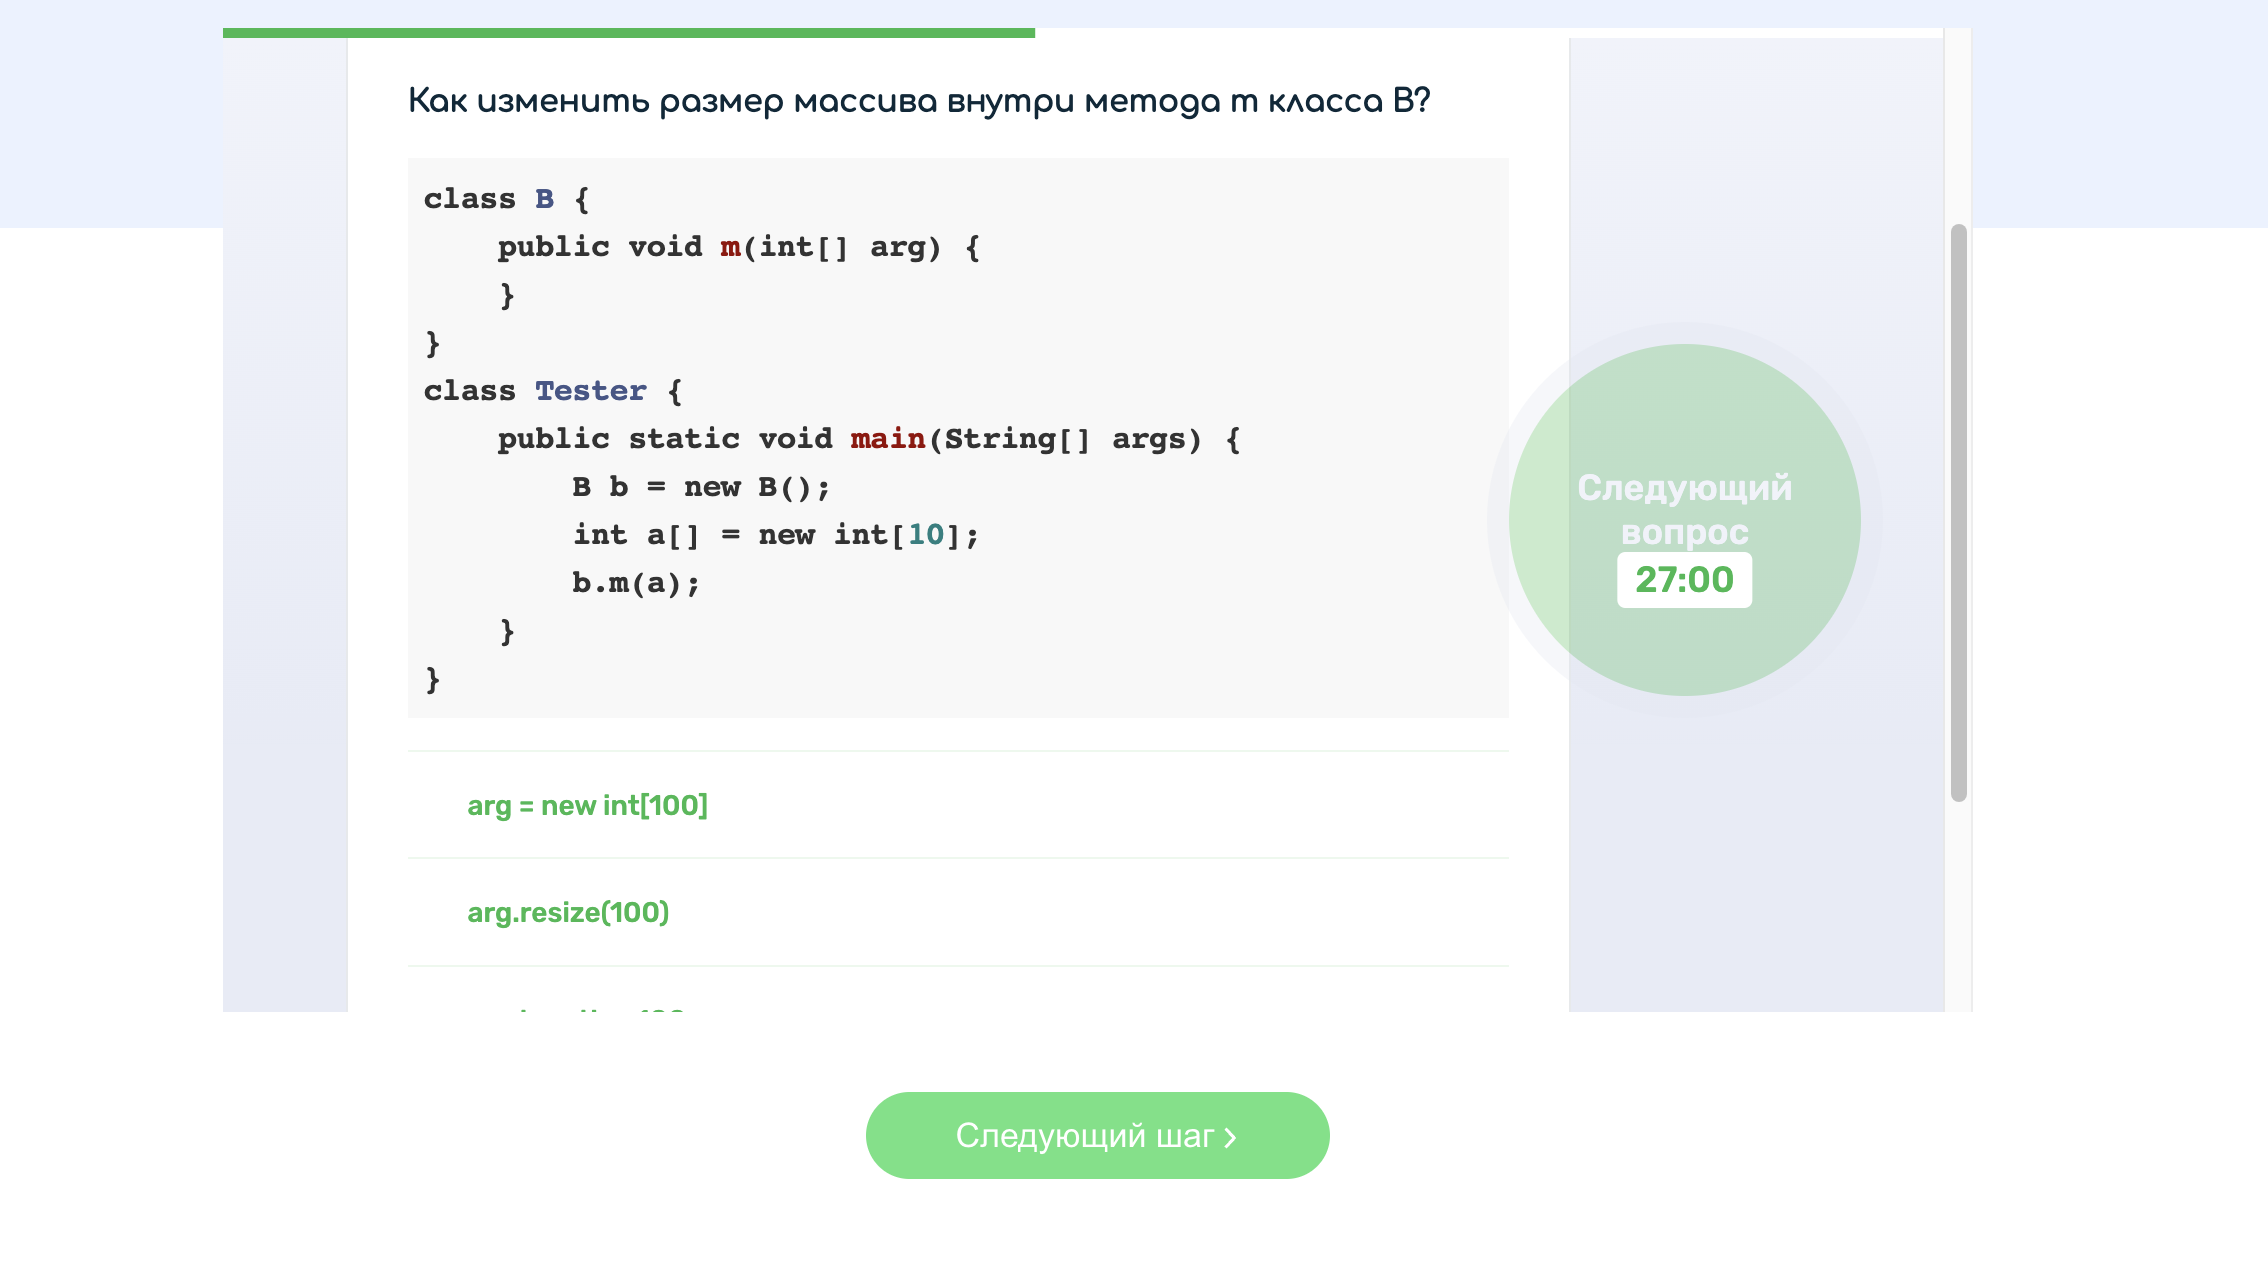 Как изменить размер массива внутри метода m класса B?
class B {
    public void m(int[] arg) {
    }
}
class Tester {
    public static void main(String[] args) {
        B b = new B();
        int a[] = new int[10];
        b.m(a);
    }
}
Следующий
вопрос
27:00
arg = new int[100]
arg.resize(100)
Следующий шаг >